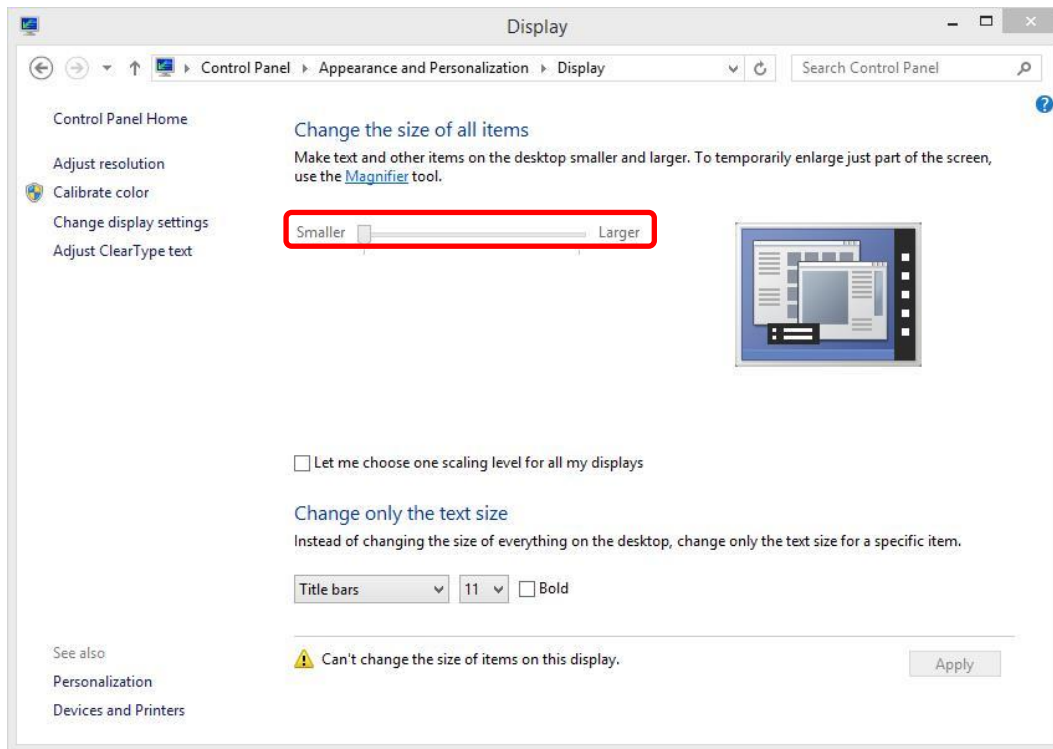 Display
Control Panel Appearance and Personalization Display Search Control Panel
Control Panel Home
Adjust resolution
Calibrate color
Change display settings
Adjust ClearType text
Change the size of all items
Make text and other items on the desktop smaller and larger. To temporarily enlarge just part of the screen,
use the Magnifier tool.
Smaller Larger
Let me choose one scaling level for all my displays
Change only the text size
Instead of changing the size of everything on the desktop, change only the text size for a specific item.
Title bars 11 Bold
Can't change the size of items on this display.
Apply
See also
Personalization
Devices and Printers